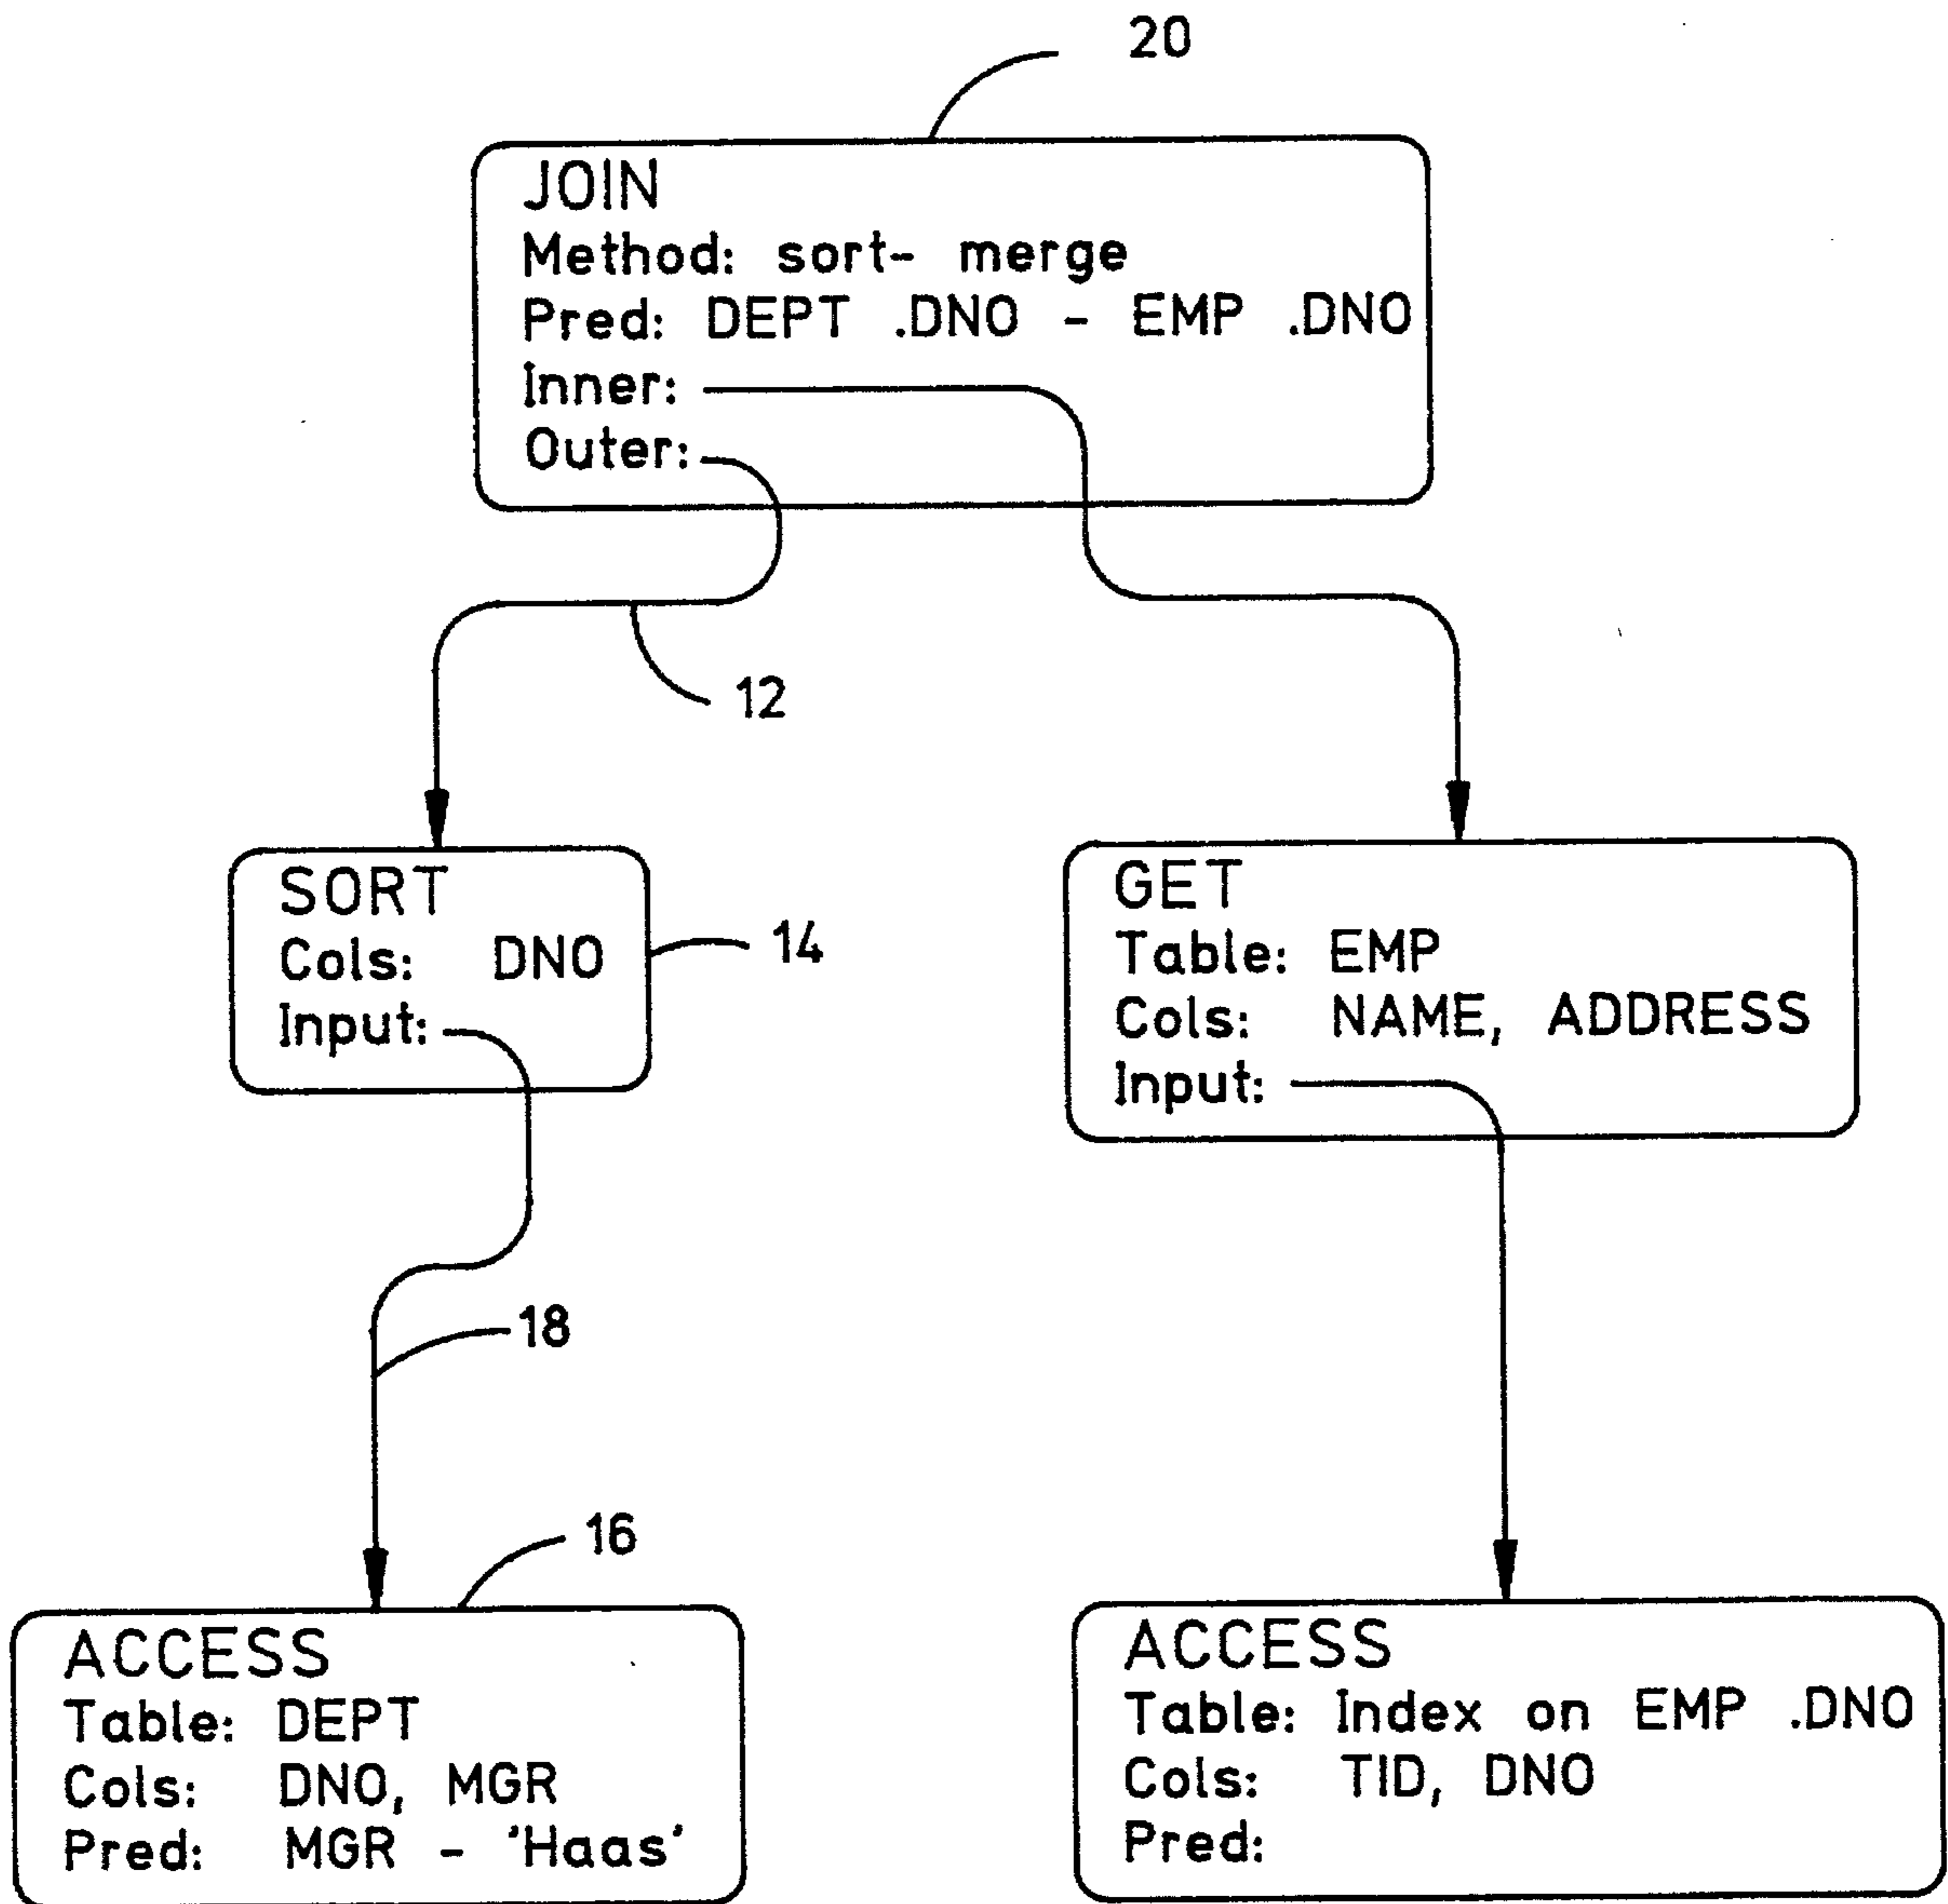 20
JOIN
Method: sort- merge
Pred: DEPT .DNO - EMP .DNO
Inner:
Outer:
12
SORT
Cols: DNO
Input:
14
GET
Table: EMP
Cols: NAME, ADDRESS
Input:
18
16
ACCESS
Table: DEPT
Cols: DNO, MGR
Pred: MGR - 'Haas'
ACCESS
Table: Index on EMP .DNO
Cols: TID, DNO
Pred: